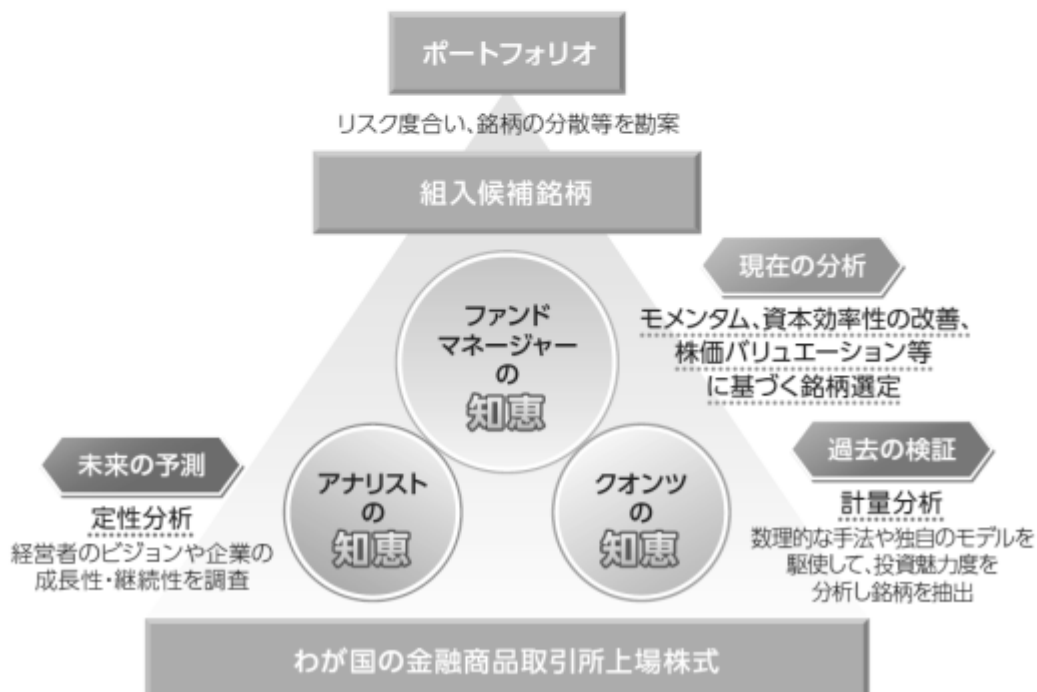 ポートフォリオ
リスク度合い、銘柄の分散等を勘案
組入候補銘柄
現在の分析
モメンタム、資本効率性の改善、
株価バリュエーション等
に基づく銘柄選定
ファンド
マネージャー
の
知恵
未来の予測
定性分析
経営者のビジョンや企業の
成長性・継続性を調査
アナリスト
の
知恵
クオンツ
の
知恵
過去の検証
計量分析
数理的な手法や独自のモデルを
駆使して、投資魅力度を
分析し銘柄を抽出
わが国の金融商品取引所上場株式